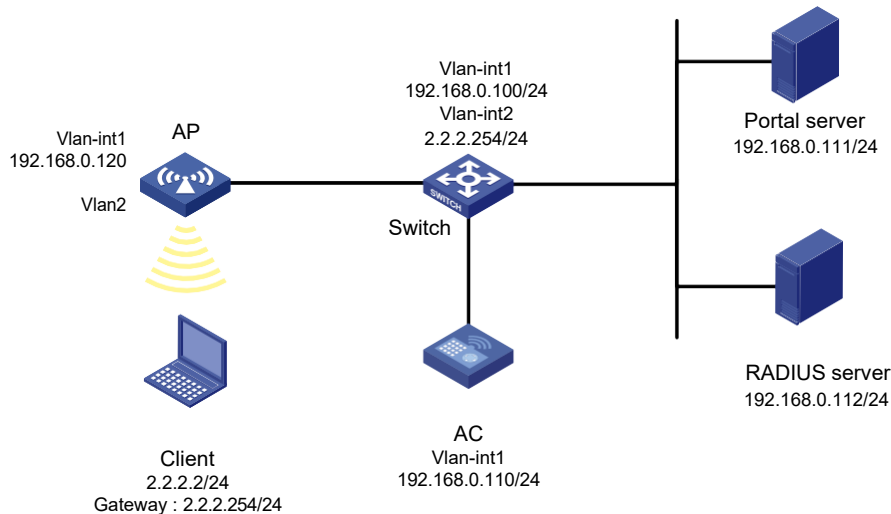 Vlan-int1
192.168.0.100/24
Vlan-int2
2.2.2.254/24
AP
Vlan-int1
192.168.0.120
Vlan2
SWITCH
Switch
Portal server
192.168.0.111/24
RADIUS server
192.168.0.112/24
AC
Vlan-int1
192.168.0.110/24
Client
2.2.2.2/24
Gateway : 2.2.2.254/24